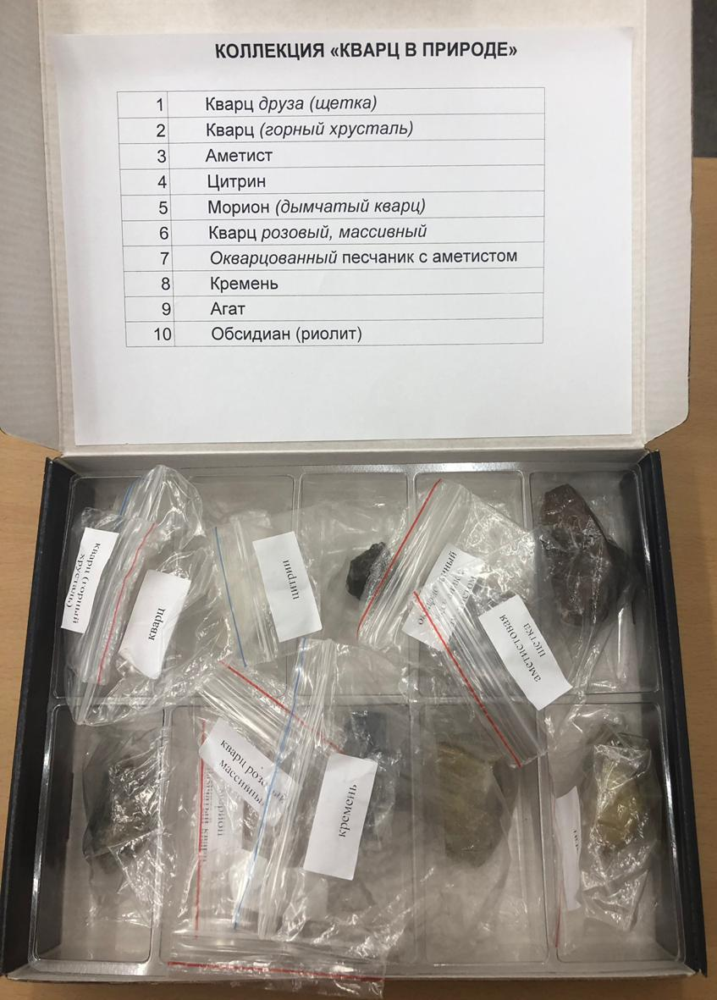 КОЛЛЕКЦИЯ «КВАРЦ В ПРИРОДЕ»
1 Кварц друза (щетка)
2 Кварц (горный хрусталь)
3 Аметист
4 Цитрин
5 Морион (дымчатый кварц)
6 Кварц розовый, массивный
7 Окварцованный песчаник с аметистом
8 Кремень
9 Агат
10 Обсидиан (риолит)
кварц (горный
хрусталь)
кварц
цитрин
аметистовая
щетка
кварц
кремень